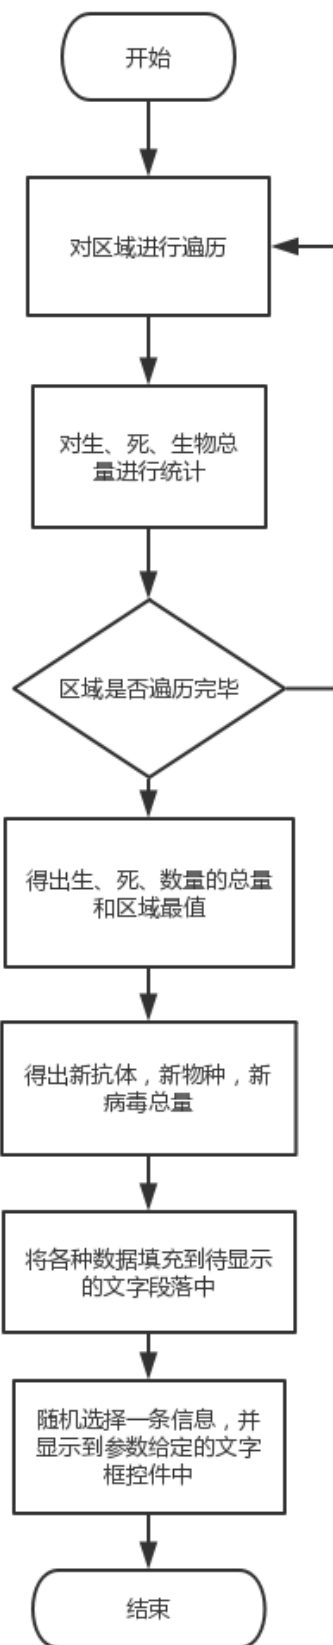 开始
对区域进行遍历
对生、死、生物总
量进行统计
区域是否遍历完毕
得出生、死、数量的总量
和区域最值
得出新抗体，新物种，新
病毒总量
将各种数据填充到待显示
的文字段落中
随机选择一条信息，并
显示到参数给定的文字
框控件中
结束